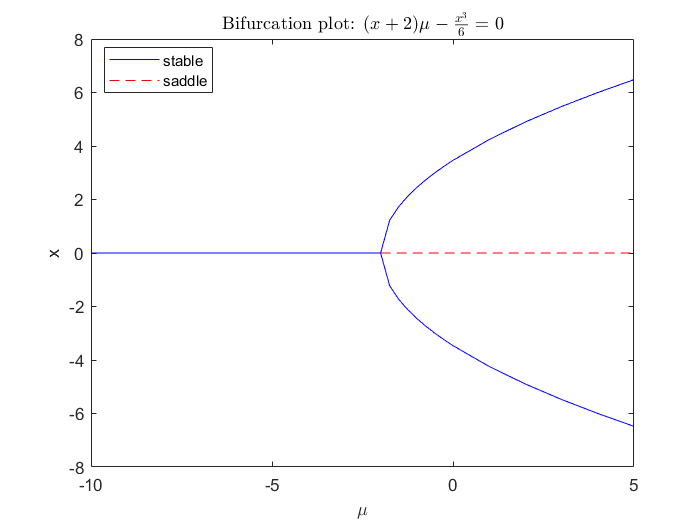 Bifurcation plot: $(x+2)\mu - \frac{x^3}{6} = 0$
8
stable
saddle
6
4
2
x
0
-2
-4
-6
-8
-10
-5
0
5
μ